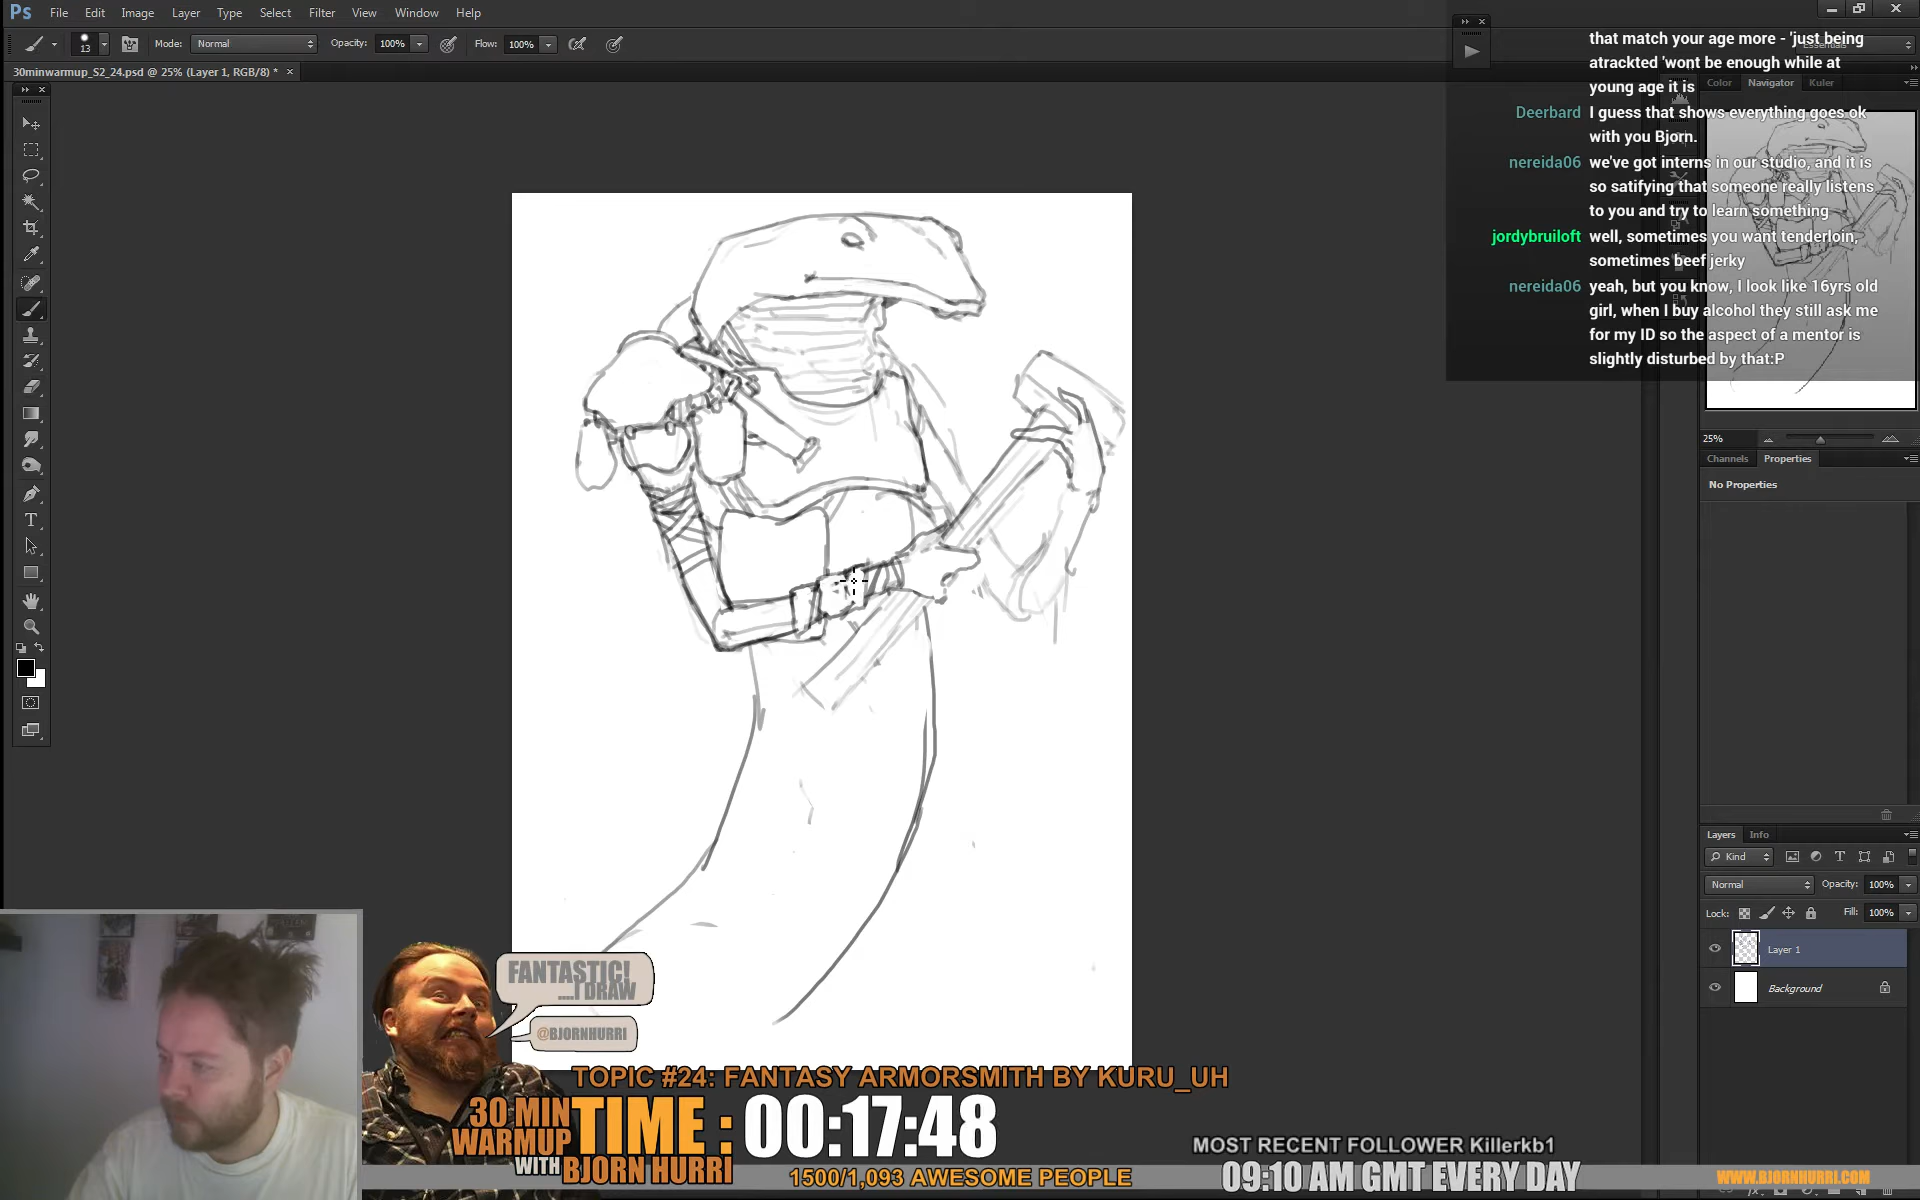 Ps File Edit Image Layer Type Select Filter View Window Help
13 Mode: Normal Opacity: 100% Flow: 100%
30minwarmup_S2_24.psd @ 25% (Layer 1, RGB/8) *
that match your age more - 'just being
atrackted 'wont be enough while at
young age it is
Deerbard I guess that shows everything goes ok
with you Bjorn.
nereida06 we've got interns in our studio, and it is
so satifying that someone really listens
to you and try to learn something
jordybruiloft well, sometimes you want tenderloin,
sometimes beef jerky
nereida06 yeah, but you know, I look like 16yrs old
girl, when I buy alcohol they still ask me
for my ID so the aspect of a mentor is
slightly disturbed by that:P
Essentials
Color Navigator Kuler
25%
Channels Properties
No Properties
Layers Info
Kind
Normal Opacity: 100%
Lock: Fill: 100%
Layer 1
Background
FANTASTIC!
....I DRAW
@BJORNHURRI
TOPIC #24: FANTASY ARMORSMITH BY KURU_UH
30 MIN
WARMUP
WITH BJORN HURRI
TIME : 00:17:48
1500/1,093 AWESOME PEOPLE
MOST RECENT FOLLOWER Killerkb1
09:10 AM GMT EVERY DAY
WWW.BJORNHURRI.COM